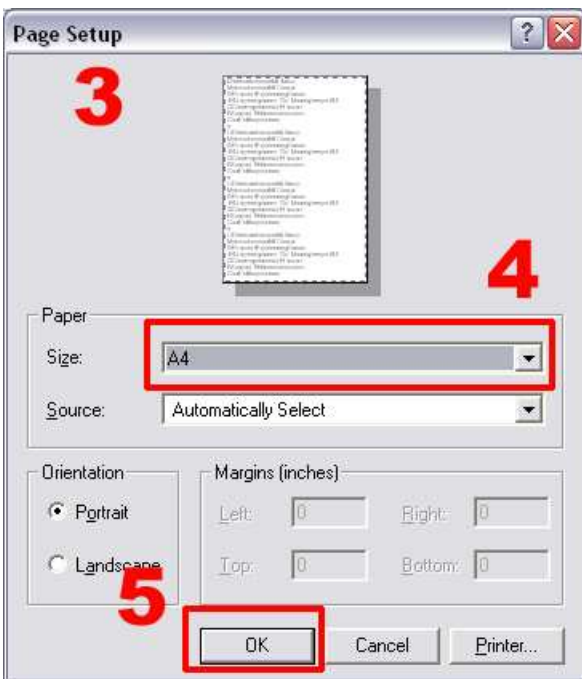 Page Setup
3
4
Paper
Size: A4
Source: Automatically Select
Orientation
Portrait
Landscape
Margins (inches)
Left: 0 Right: 0
Top: 0 Bottom: 0
5
OK Cancel Printer...